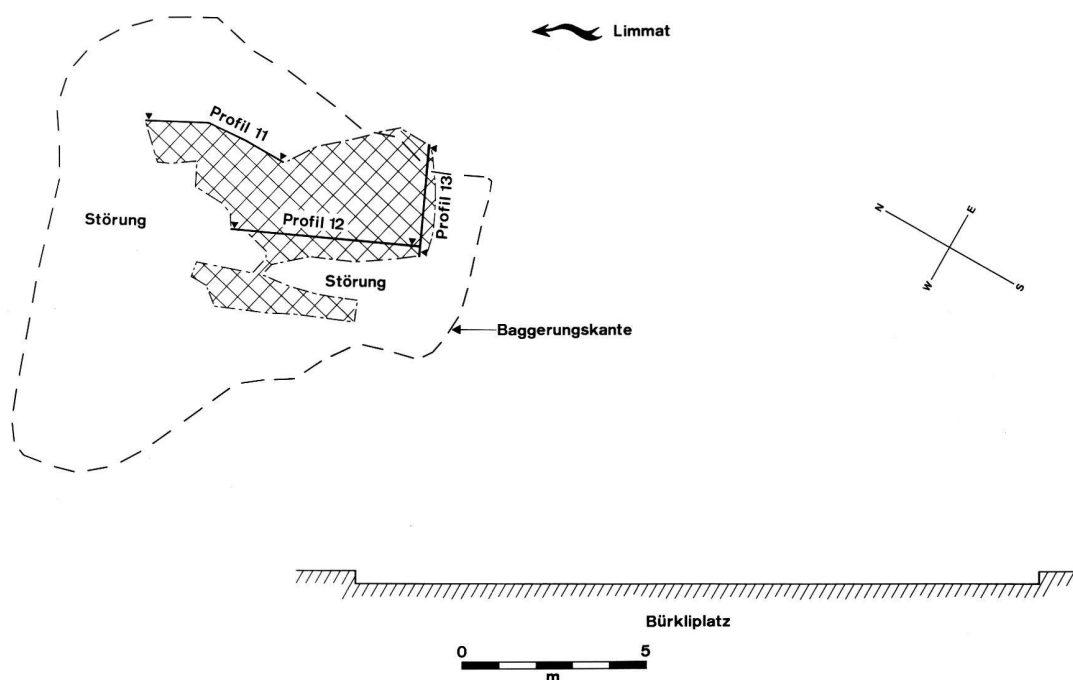 Limmat
Profil 11
Profil 13
Störung
Profil 12
N
E
W
S
Störung
Baggerungskante
Bürkliplatz
0 5
m